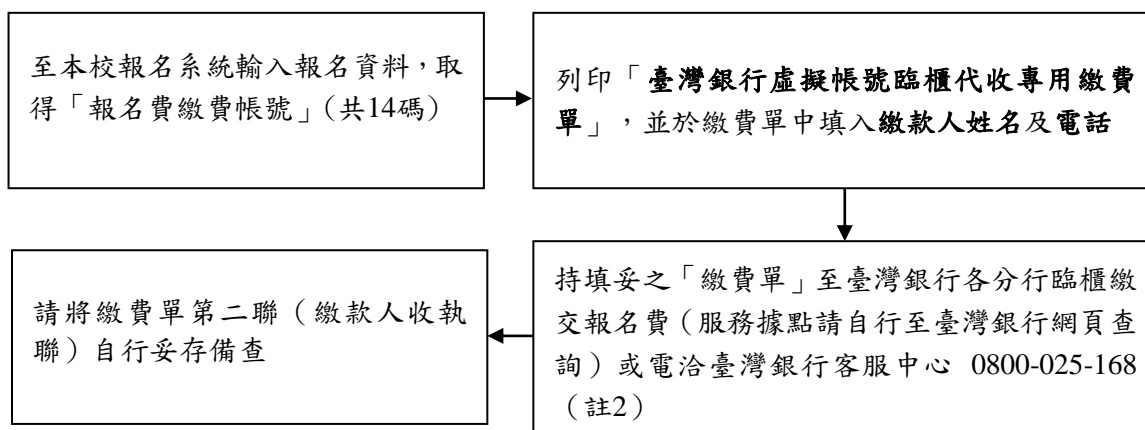 至本校報名系統輸入報名資料，取
得「報名費繳費帳號」(共14碼)
列印「臺灣銀行虛擬帳號臨櫃代收專用繳費
單」，並於繳費單中填入繳款人姓名及電話
持填妥之「繳費單」至臺灣銀行各分行臨櫃繳
交報名費（服務據點請自行至臺灣銀行網頁查
詢）或電洽臺灣銀行客服中心 0800-025-168
（註2）
請將繳費單第二聯（繳款人收執
聯）自行妥存備查